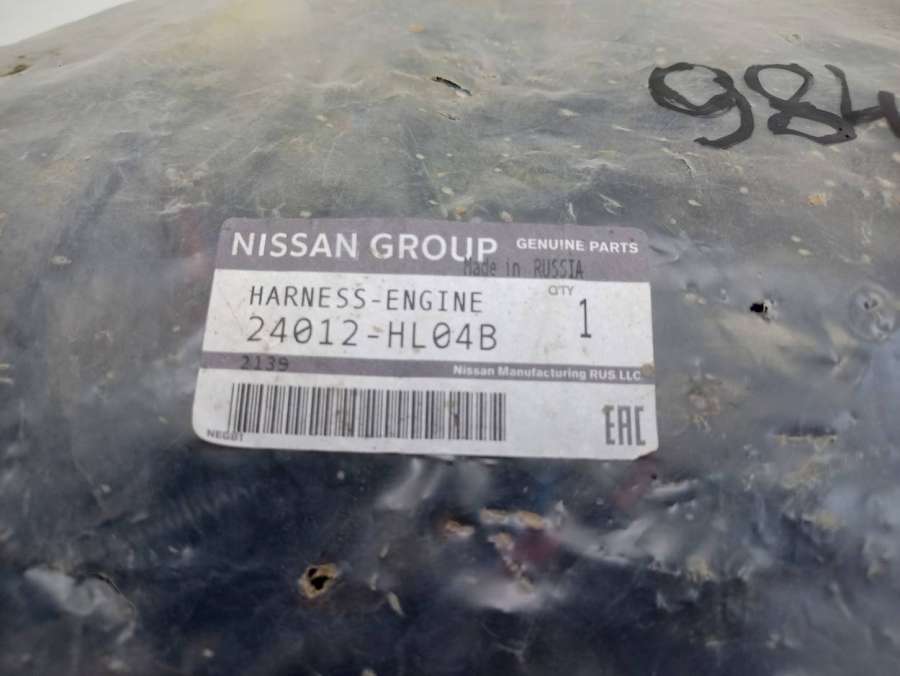 984
NISSAN GROUP GENUINE PARTS
Made in RUSSIA
HARNESS-ENGINE QTY
24012-HL04B 1
2139 Nissan Manufacturing RUS LLC
NEGB1 EAC